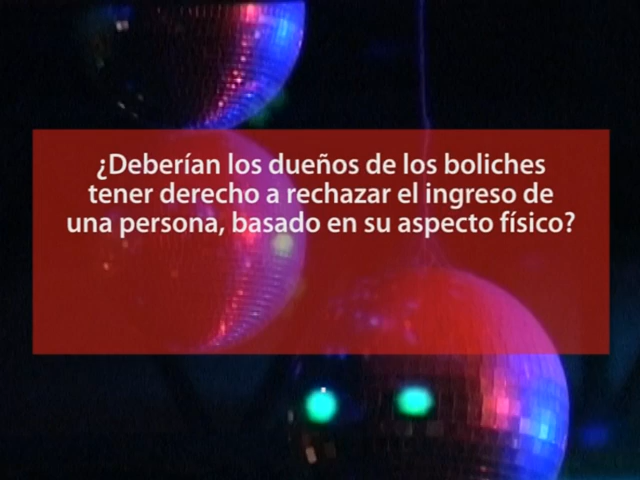 ¿Deberían los dueños de los boliches
tener derecho a rechazar el ingreso de
una persona, basado en su aspecto físico?